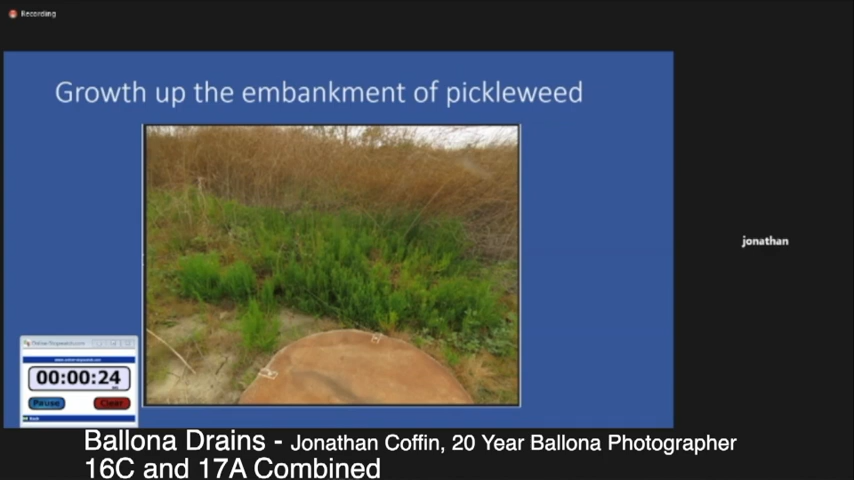 Recording
Growth up the embankment of pickleweed
jonathan
00:00:24
Pause
Clear
Ballona Drains - Jonathan Coffin, 20 Year Ballona Photographer
16C and 17A Combined